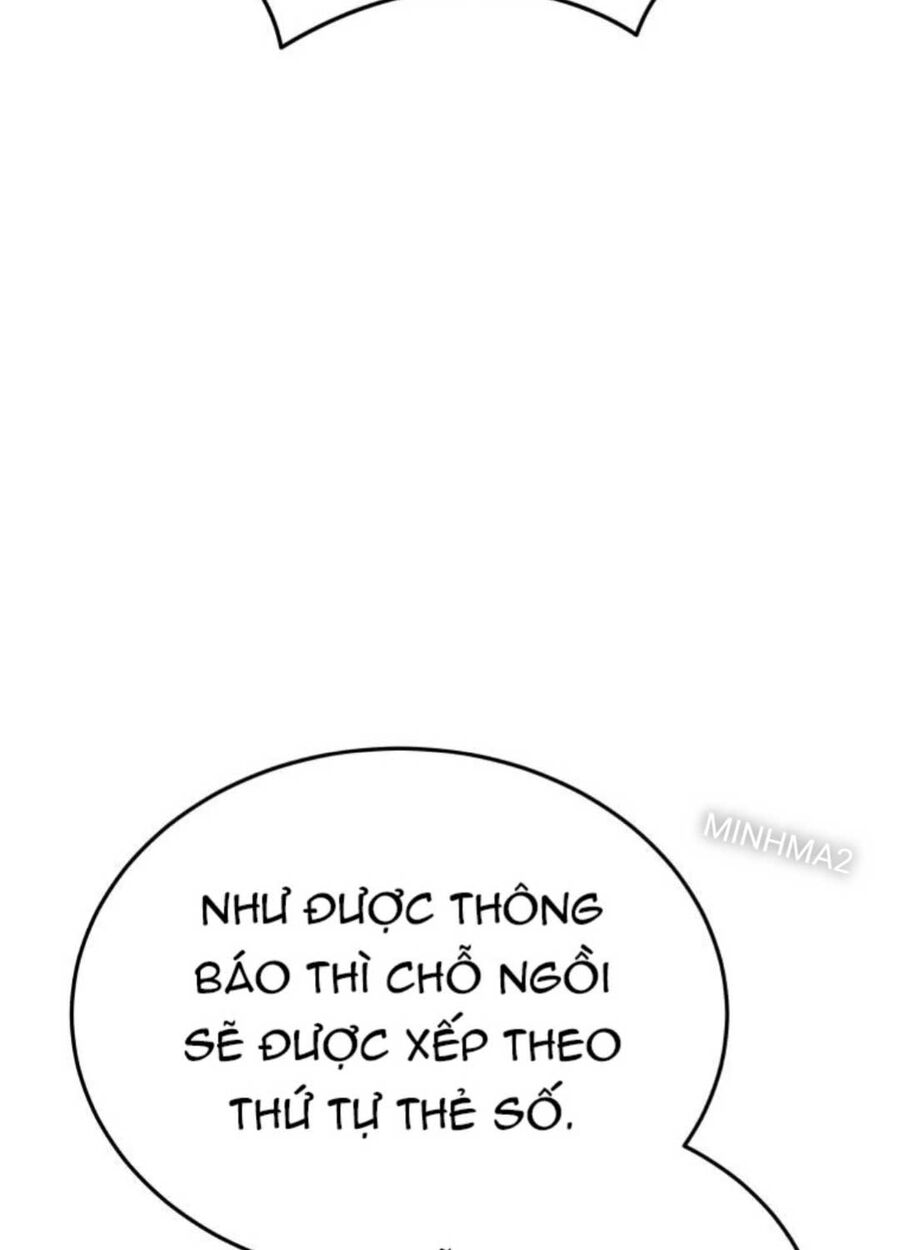 MINHMA2
NHƯ ĐƯỢC THÔNG
BÁO THÌ CHỖ NGỒI
SẼ ĐƯỢC XẾP THEO
THỨ TỰ THẺ SỐ.